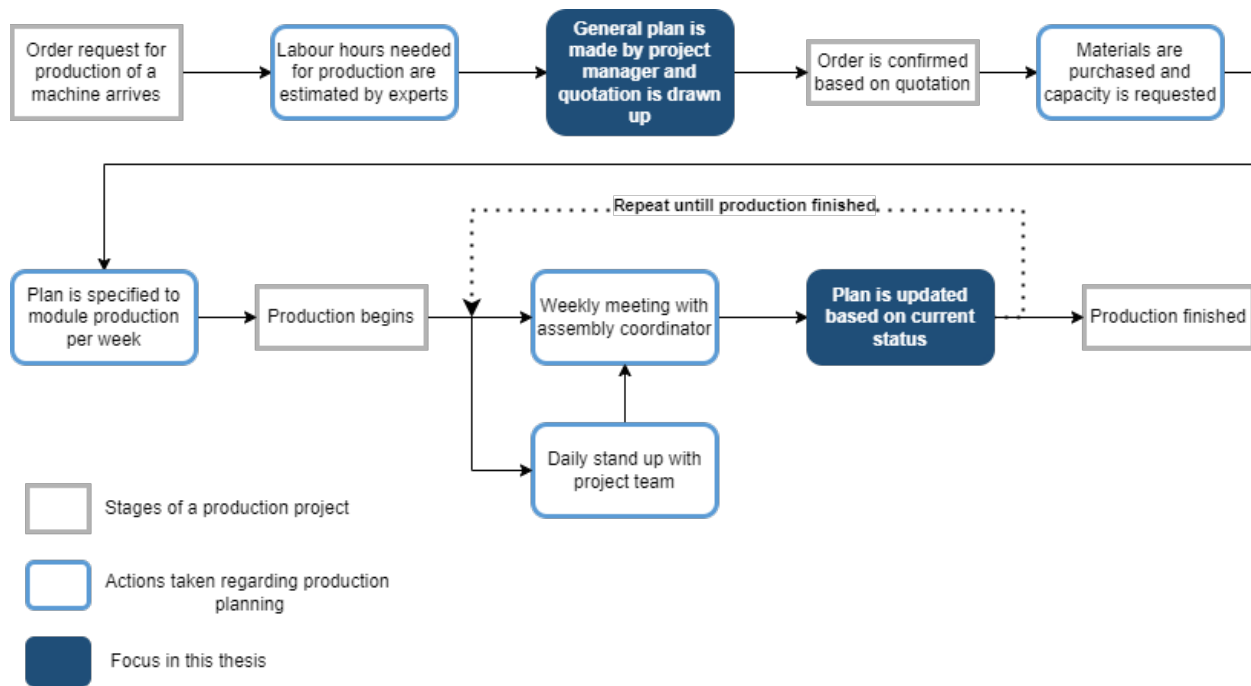 Order request for
production of a
machine arrives
Labour hours needed
for production are
estimated by experts
General plan is
made by project
manager and
quotation is drawn
up
Order is confirmed
based on quotation
Materials are
purchased and
capacity is requested
Repeat untill production finished
Plan is specified to
module production
per week
Production begins
Weekly meeting with
assembly coordinator
Plan is updated
based on current
status
Production finished
Daily stand up with
project team
Stages of a production project
Actions taken regarding production
planning
Focus in this thesis